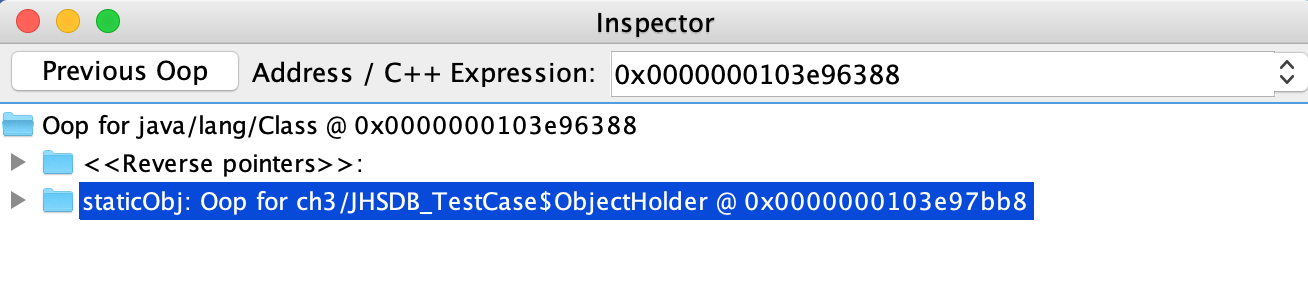 Inspector
Previous Oop Address / C++ Expression: 0x0000000103e96388
Oop for java/lang/Class @ 0x0000000103e96388
<<Reverse pointers>>:
staticObj: Oop for ch3/JHSDB_TestCase$ObjectHolder @ 0x0000000103e97bb8